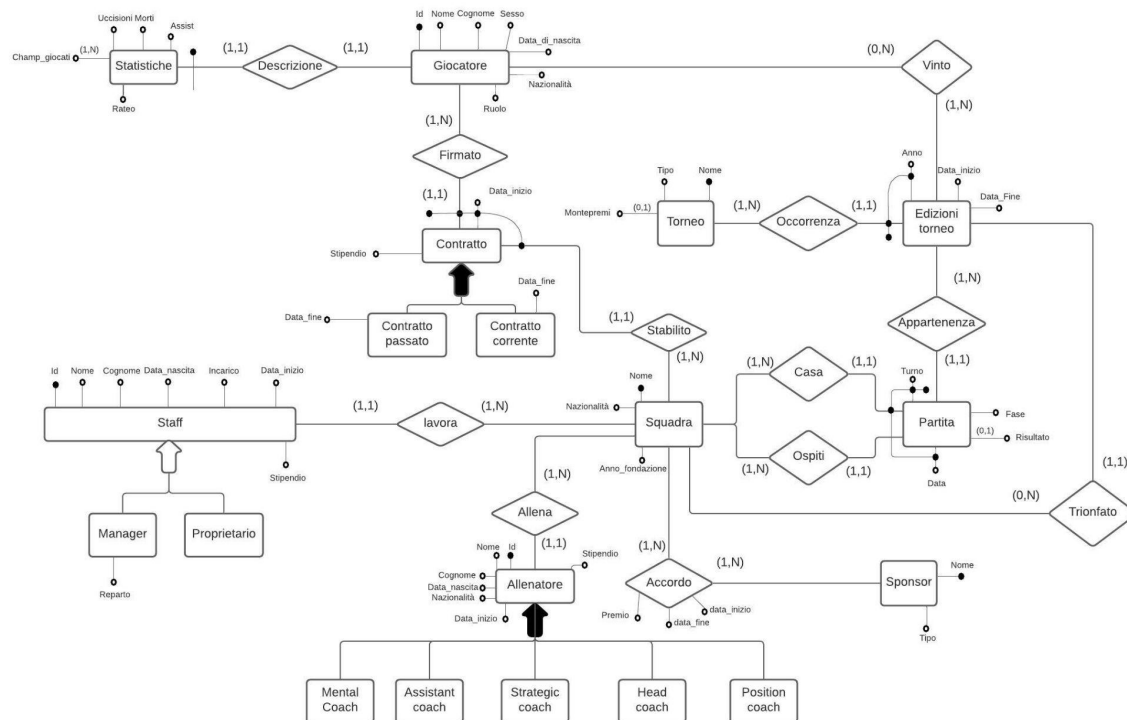 Uccisioni Morti
Assist
Champ_giocati (1,N)
Statistiche
Rateo
(1,1)
Descrizione
(1,1)
Id
Nome
Cognome
Sesso
Data_di_nascita
Giocatore
Nazionalità
Ruolo
(0,N)
Vinto
(1,N)
(1,N)
Firmato
(1,1)
Data_inizio
Contratto
Stipendio
Data_fine
Contratto
passato
Data_fine
Contratto
corrente
Tipo
Nome
Montepremi (0,1)
Torneo
(1,N)
Occorrenza
(1,1)
Anno
Data_inizio
Data_Fine
Edizioni
torneo
(1,N)
Appartenenza
(1,1)
(1,1)
Stabilito
(1,N)
Id
Nome
Cognome
Data_nascita
Incarico
Data_inizio
Staff
Stipendio
(1,1)
lavora
(1,N)
Nome
Nazionalità
Squadra
Anno_fondazione
(1,N)
Casa
(1,1)
(1,N)
Ospiti
(1,1)
Turno
Partita
Fase
(0,1)
Risultato
Data
(1,1)
Trionfato
(0,N)
Manager
Proprietario
Reparto
(1,N)
Allena
(1,1)
Nome
Id
Stipendio
Cognome
Data_nascita
Nazionalità
Allenatore
Data_inizio
(1,N)
Accordo
(1,N)
Premio
data_fine
data_inizio
Sponsor
Nome
Tipo
Mental
Coach
Assistant
coach
Strategic
coach
Head
coach
Position
coach